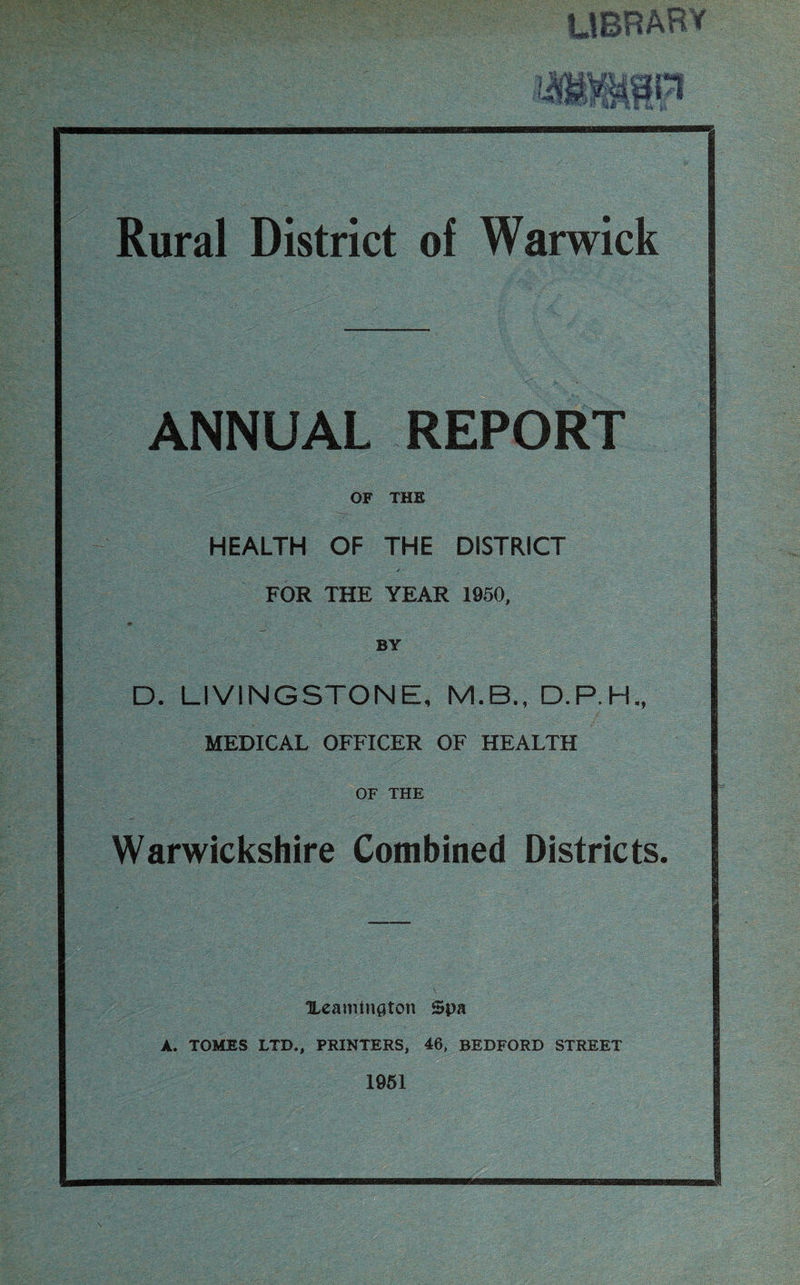 LIBRARY
Rural District of Warwick
ANNUAL REPORT
OF THE
HEALTH OF THE DISTRICT
FOR THE YEAR 1950,
BY
D. LIVINGSTONE, M.B., D.P.H.,
MEDICAL OFFICER OF HEALTH
OF THE
Warwickshire Combined Districts.
Leamington Spa
A. TOMES LTD., PRINTERS, 46, BEDFORD STREET
1951